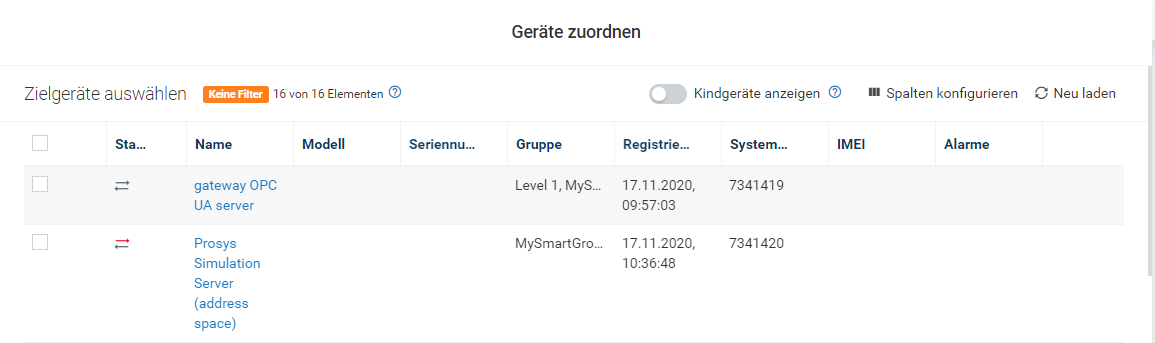 Geräte zuordnen
Zielgeräte auswählen Keine Filter 16 von 16 Elementen Kindgeräte anzeigen Spalten konfigurieren Neu laden
Sta... Name Modell Seriennu... Gruppe Registrie... System... IMEI Alarme
gateway OPC Level 1, MyS... 17.11.2020, 7341419
UA server 09:57:03
Prosys MySmartGro... 17.11.2020, 7341420
Simulation 10:36:48
Server
(address
space)